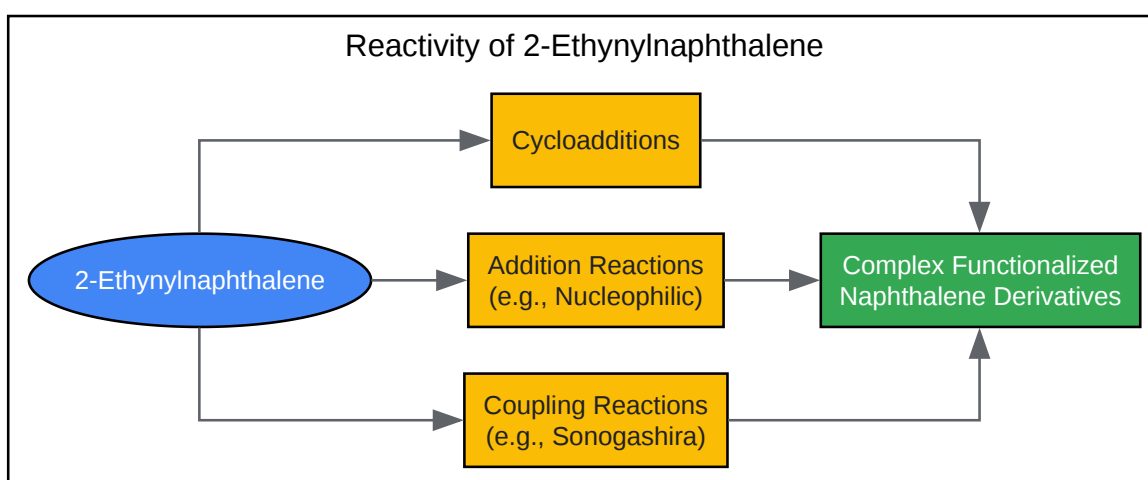 Reactivity of 2-Ethynylnaphthalene
Cycloadditions
2-Ethynylnaphthalene
Addition Reactions
(e.g., Nucleophilic)
Complex Functionalized
Naphthalene Derivatives
Coupling Reactions
(e.g., Sonogashira)